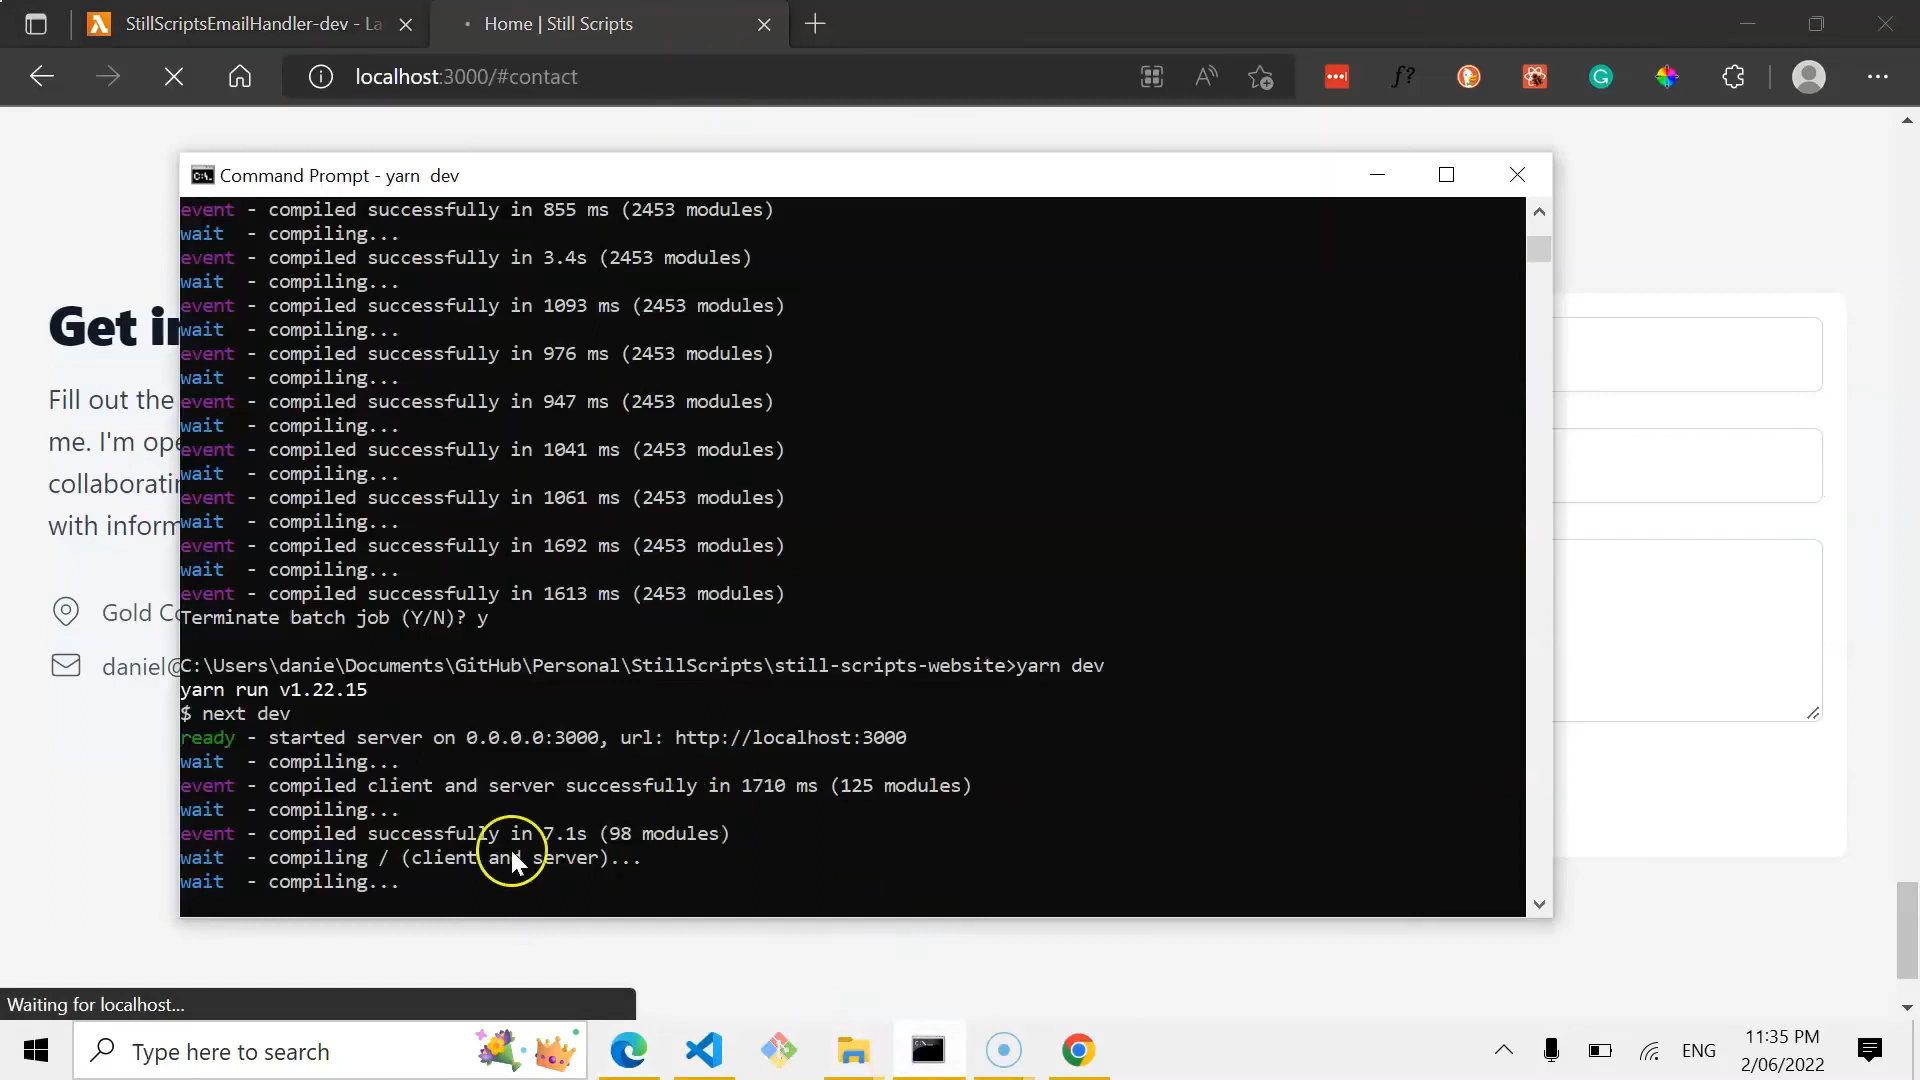 StillScriptsEmailHandler-dev - La
Home | Still Scripts
localhost:3000/#contact
Command Prompt - yarn dev
event - compiled successfully in 855 ms (2453 modules)
wait - compiling...
event - compiled successfully in 3.4s (2453 modules)
wait - compiling...
event - compiled successfully in 1093 ms (2453 modules)
wait - compiling...
event - compiled successfully in 976 ms (2453 modules)
wait - compiling...
event - compiled successfully in 947 ms (2453 modules)
wait - compiling...
event - compiled successfully in 1041 ms (2453 modules)
wait - compiling...
event - compiled successfully in 1061 ms (2453 modules)
wait - compiling...
event - compiled successfully in 1692 ms (2453 modules)
wait - compiling...
event - compiled successfully in 1613 ms (2453 modules)
Terminate batch job (Y/N)? y
C:\Users\danie\Documents\GitHub\Personal\StillScripts\still-scripts-website>yarn dev
yarn run v1.22.15
$ next dev
ready - started server on 0.0.0.0:3000, url: http://localhost:3000
wait - compiling...
event - compiled client and server successfully in 1710 ms (125 modules)
wait - compiling...
event - compiled successfully in 7.1s (98 modules)
wait - compiling / (client and server)...
wait - compiling...
Get in
Fill out the
me. I'm ope
collaboratin
with inform
Gold Co
daniel@
Waiting for localhost...
Type here to search
ENG
11:35 PM
2/06/2022